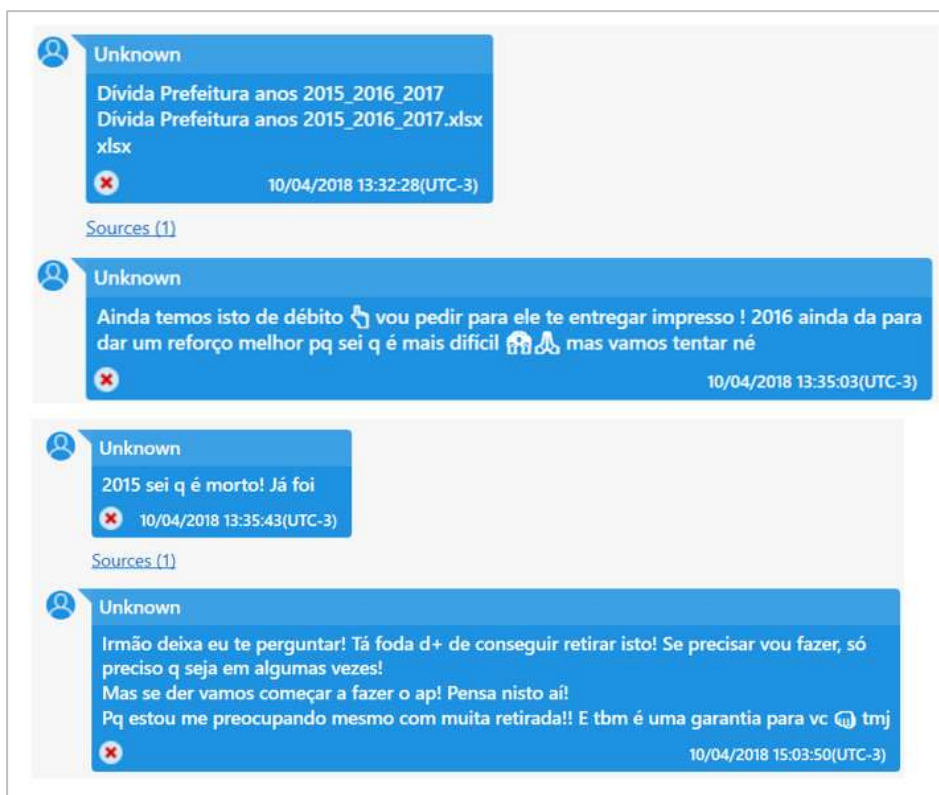 Unknown
Dívida Prefeitura anos 2015_2016_2017
Dívida Prefeitura anos 2015_2016_2017.xlsx
xlsx
10/04/2018 13:32:28(UTC-3)
Sources (1)
Unknown
Ainda temos isto de débito 👆 vou pedir para ele te entregar impresso ! 2016 ainda da para
dar um reforço melhor pq sei q é mais difícil 🙈🙏 mas vamos tentar né
10/04/2018 13:35:03(UTC-3)
Unknown
2015 sei q é morto! Já foi
10/04/2018 13:35:43(UTC-3)
Sources (1)
Unknown
Irmão deixa eu te perguntar! Tá foda d+ de conseguir retirar isto! Se precisar vou fazer, só
preciso q seja em algumas vezes!
Mas se der vamos começar a fazer o ap! Pensa nisto aí!
Pq estou me preocupando mesmo com muita retirada!! E tbm é uma garantia para vc 👊 tmj
10/04/2018 15:03:50(UTC-3)